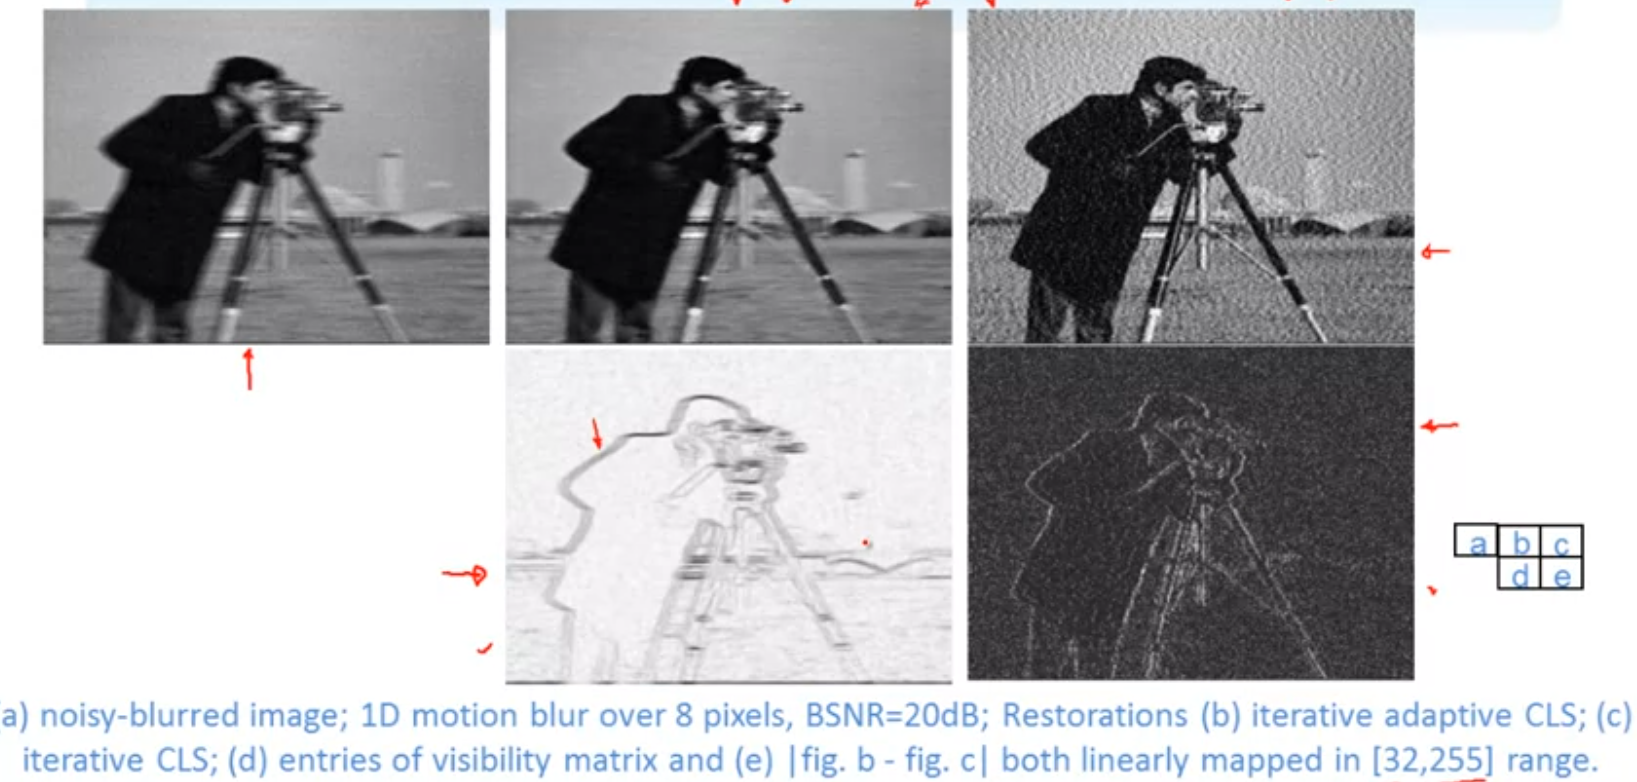 a b c
d e
a) noisy-blurred image; 1D motion blur over 8 pixels, BSNR=20dB; Restorations (b) iterative adaptive CLS; (c)
iterative CLS; (d) entries of visibility matrix and (e) |fig. b - fig. c| both linearly mapped in [32,255] range.